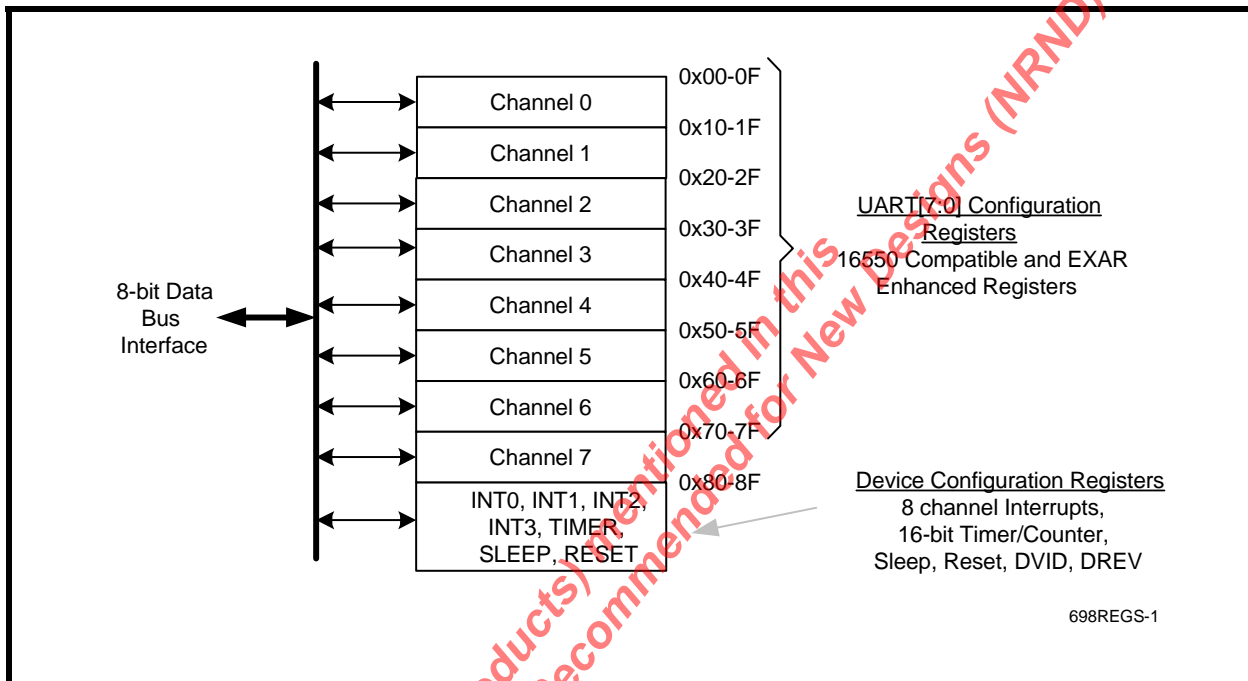 0x00-0F
Channel 0
0x10-1F
Channel 1
0x20-2F
Channel 2
0x30-3F
Channel 3
0x40-4F
Channel 4
0x50-5F
Channel 5
0x60-6F
Channel 6
0x70-7F
Channel 7
0x80-8F
INT0, INT1, INT2,
INT3, TIMER,
SLEEP, RESET
8-bit Data
Bus
Interface
UART[7:0] Configuration
Registers
16550 Compatible and EXAR
Enhanced Registers
Device Configuration Registers
8 channel Interrupts,
16-bit Timer/Counter,
Sleep, Reset, DVID, DREV
698REGS-1
mentioned in this
for New Designs (NRND)